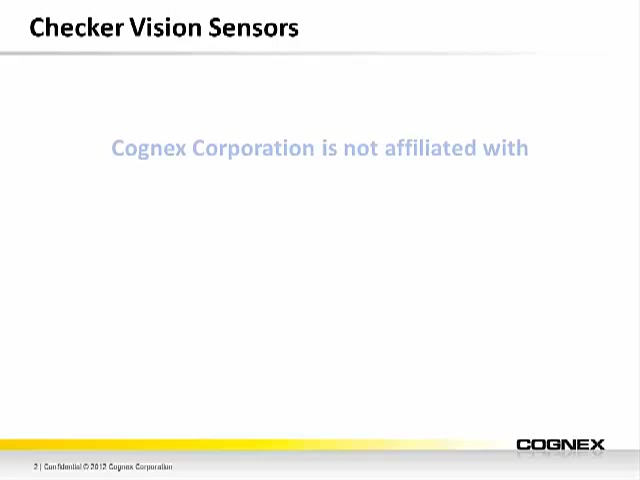 Checker Vision Sensors
Cognex Corporation is not affiliated with
COGNEX
2 | Confidential © 2012 Cognex Corporation